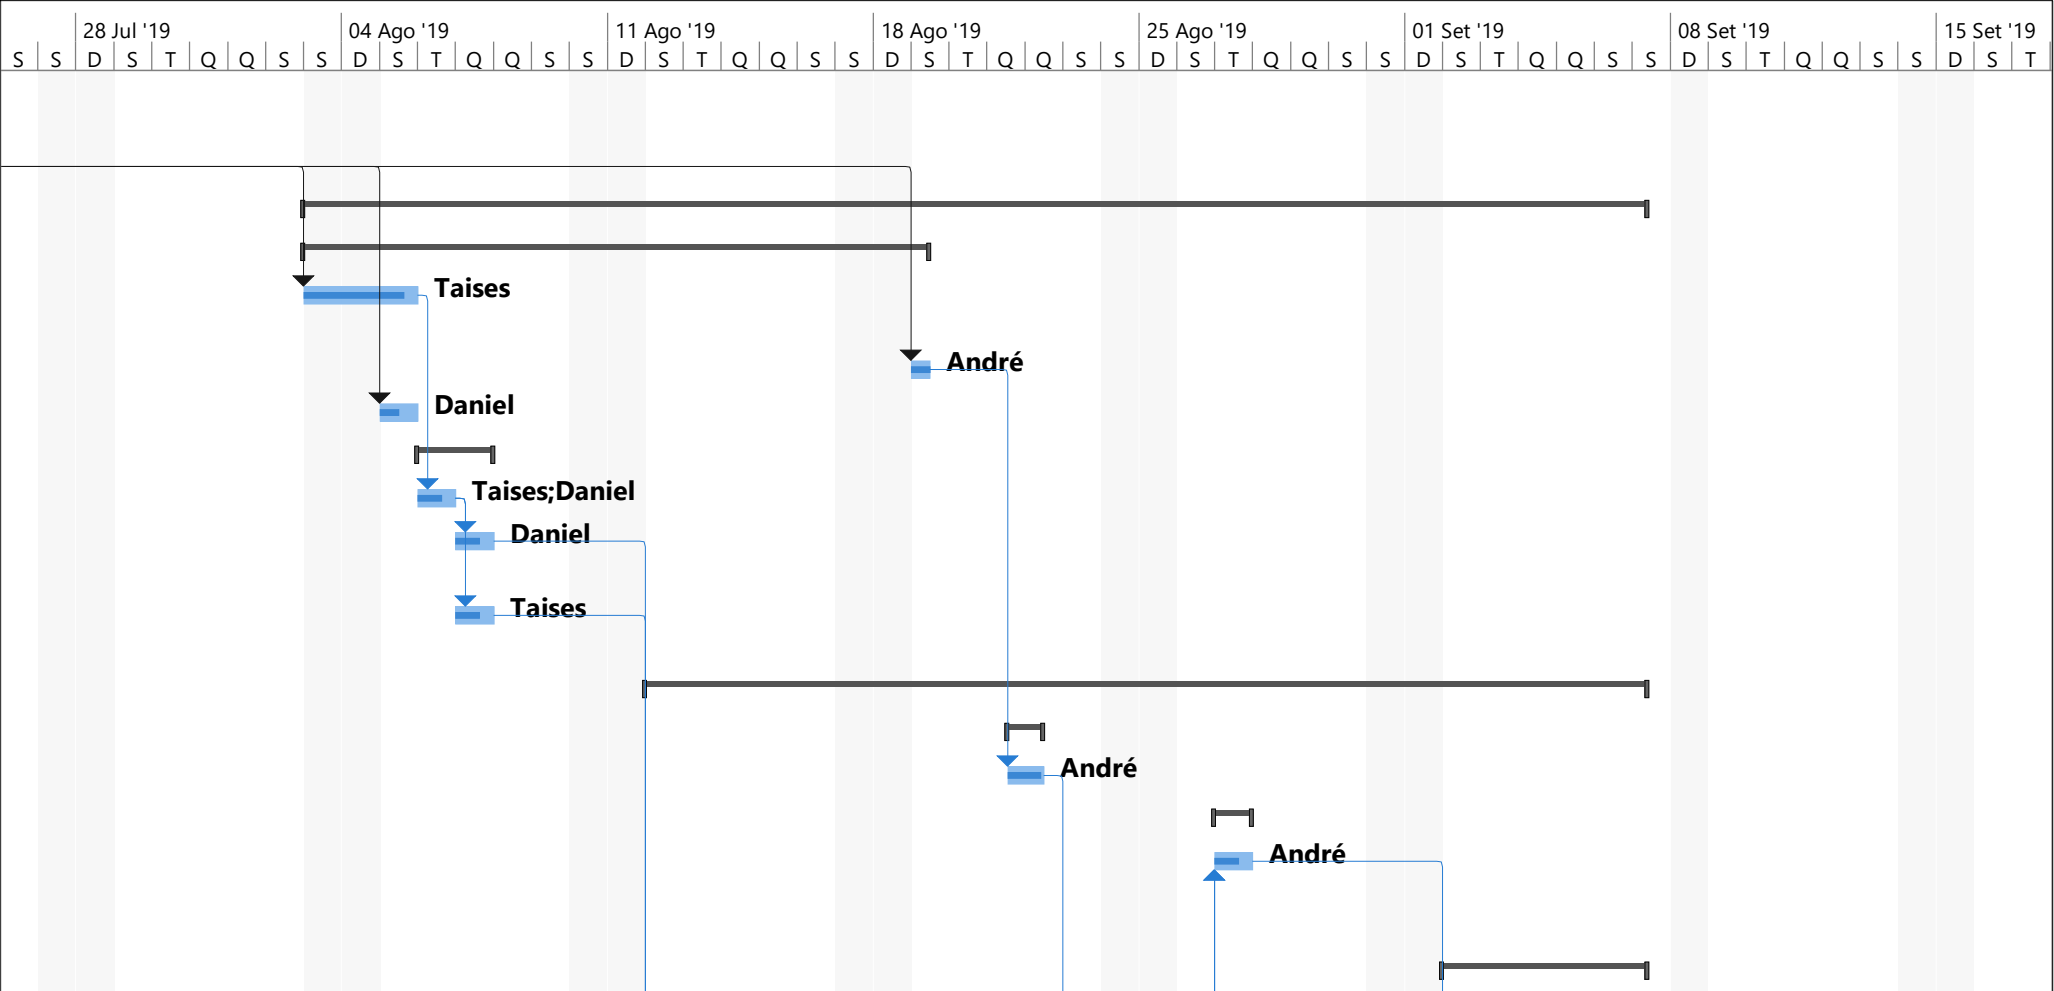 28 Jul '19 04 Ago '19 11 Ago '19 18 Ago '19 25 Ago '19 01 Set '19 08 Set '19 15 Set '19
S S D S T Q Q S S D S T Q Q S S D S T Q Q S S D S T Q Q S S D S T Q Q S S D S T Q Q S S D S T Q Q S S D S T
Taises
André
Daniel
Taises;Daniel
Daniel
Taises
André
André